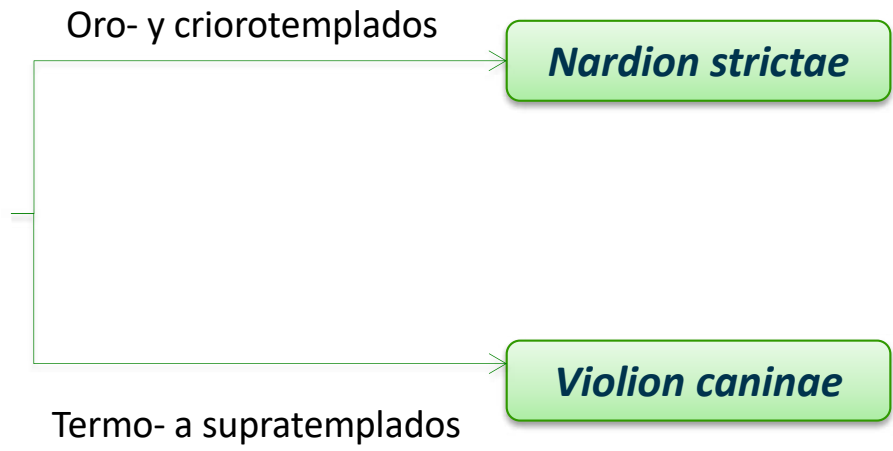 Oro- y criorotemplados
Nardion strictae
Violion caninae
Termo- a supratemplados